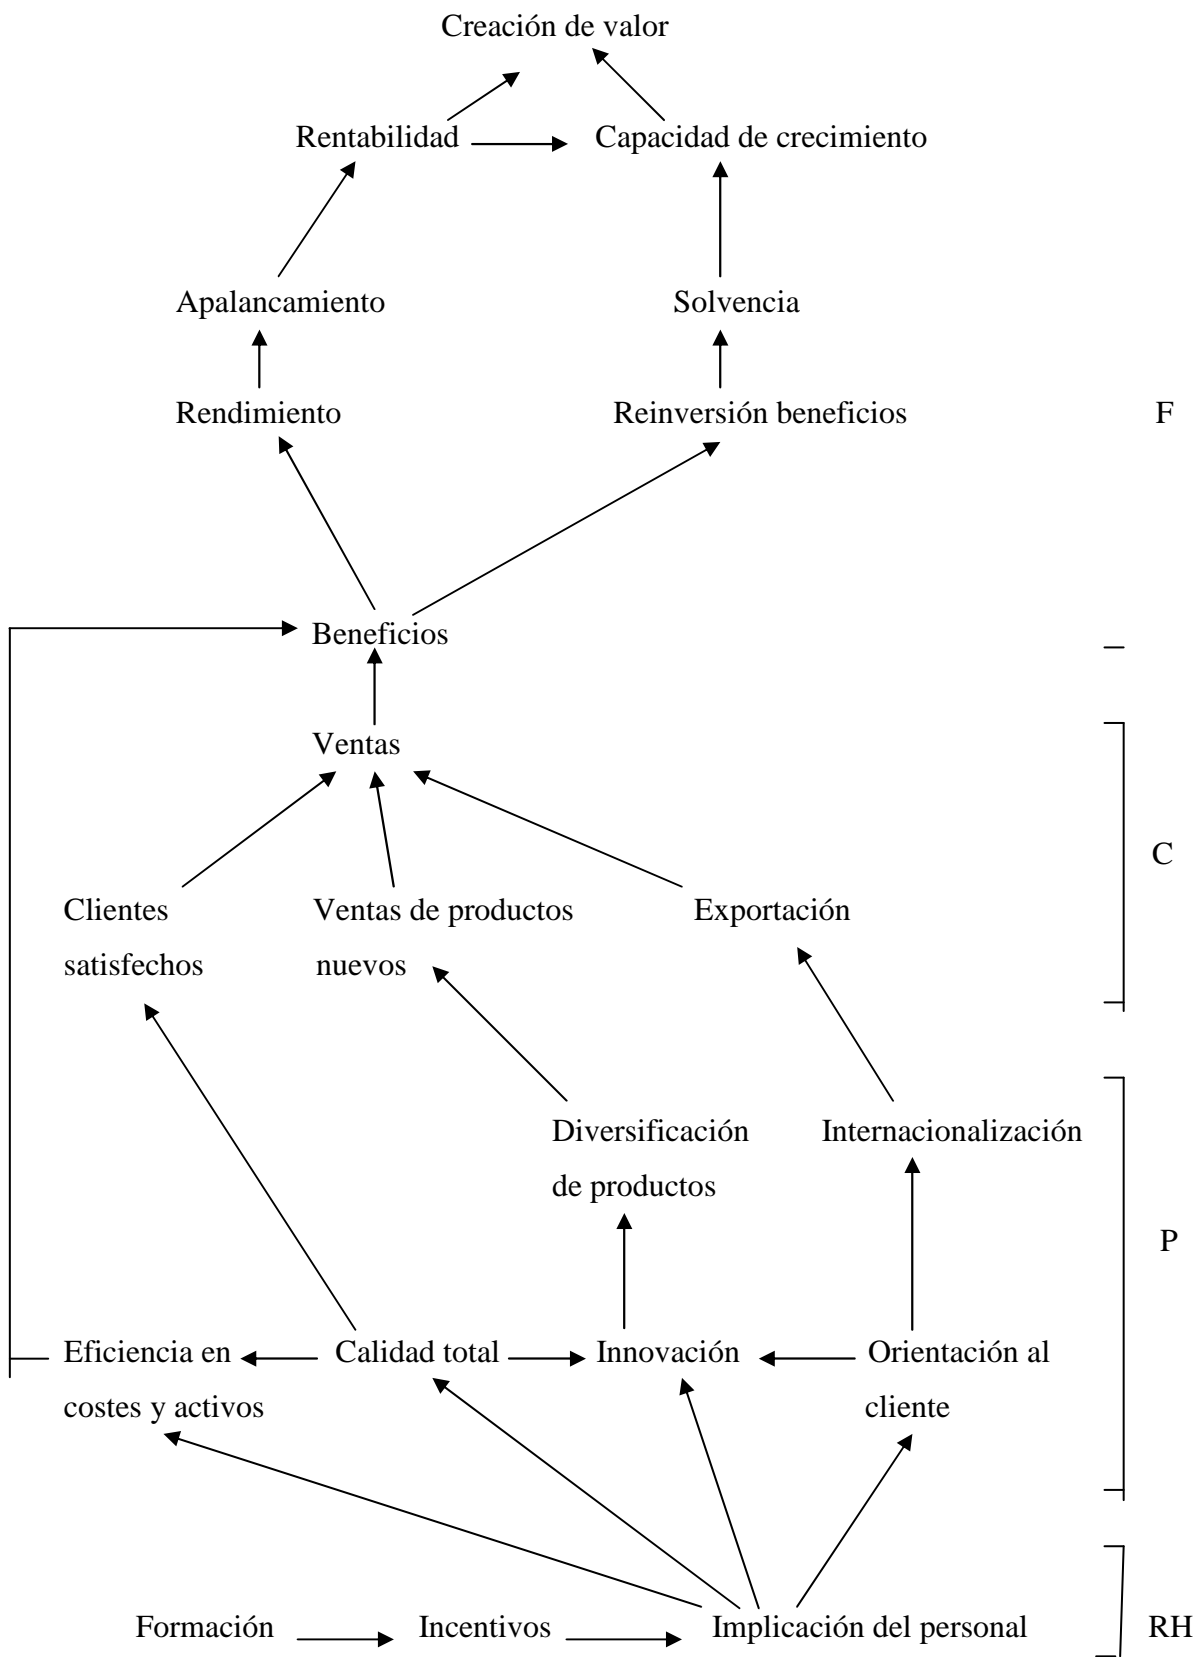 Creación de valor
Rentabilidad
Capacidad de crecimiento
Apalancamiento
Solvencia
Rendimiento
Reinversión beneficios
F
Beneficios
Ventas
C
Clientes
satisfechos
Ventas de productos
nuevos
Exportación
Diversificación
de productos
Internacionalización
P
Eficiencia en
costes y activos
Calidad total
Innovación
Orientación al
cliente
Formación
Incentivos
Implicación del personal
RH